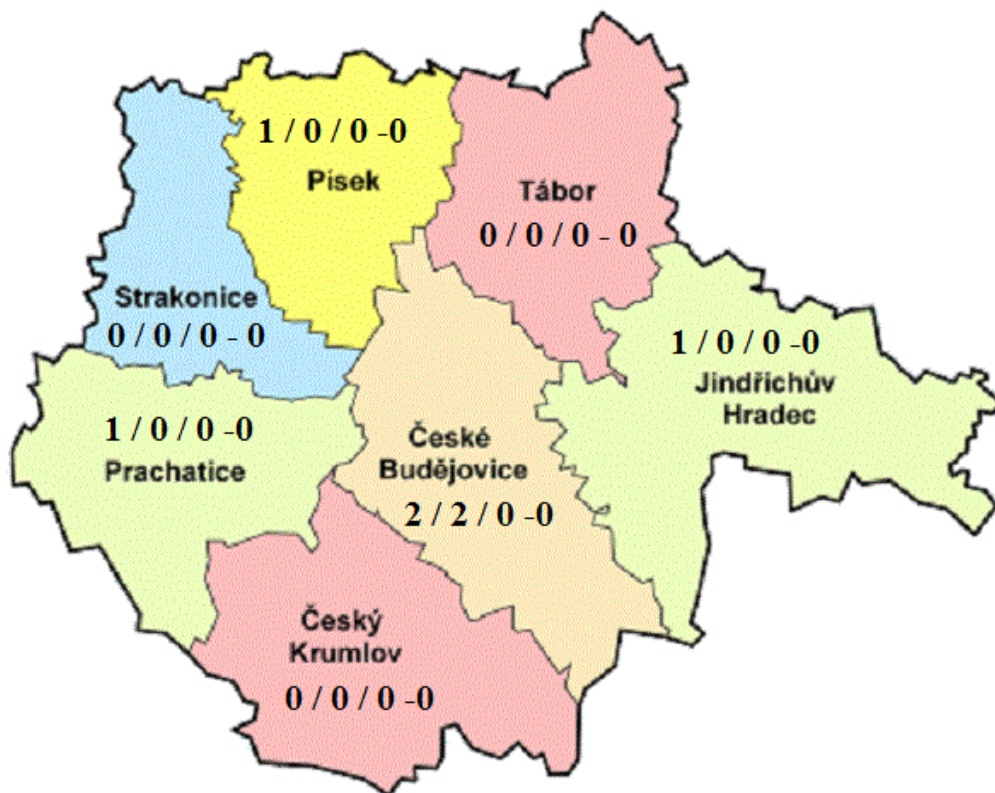 1 / 0 / 0 -0
Písek
Tábor
0 / 0 / 0 - 0
Strakonice
0 / 0 / 0 - 0
1 / 0 / 0 -0
Jindřichův
Hradec
1 / 0 / 0 -0
Prachatice
České
Budějovice
2 / 2 / 0 -0
Český
Krumlov
0 / 0 / 0 -0